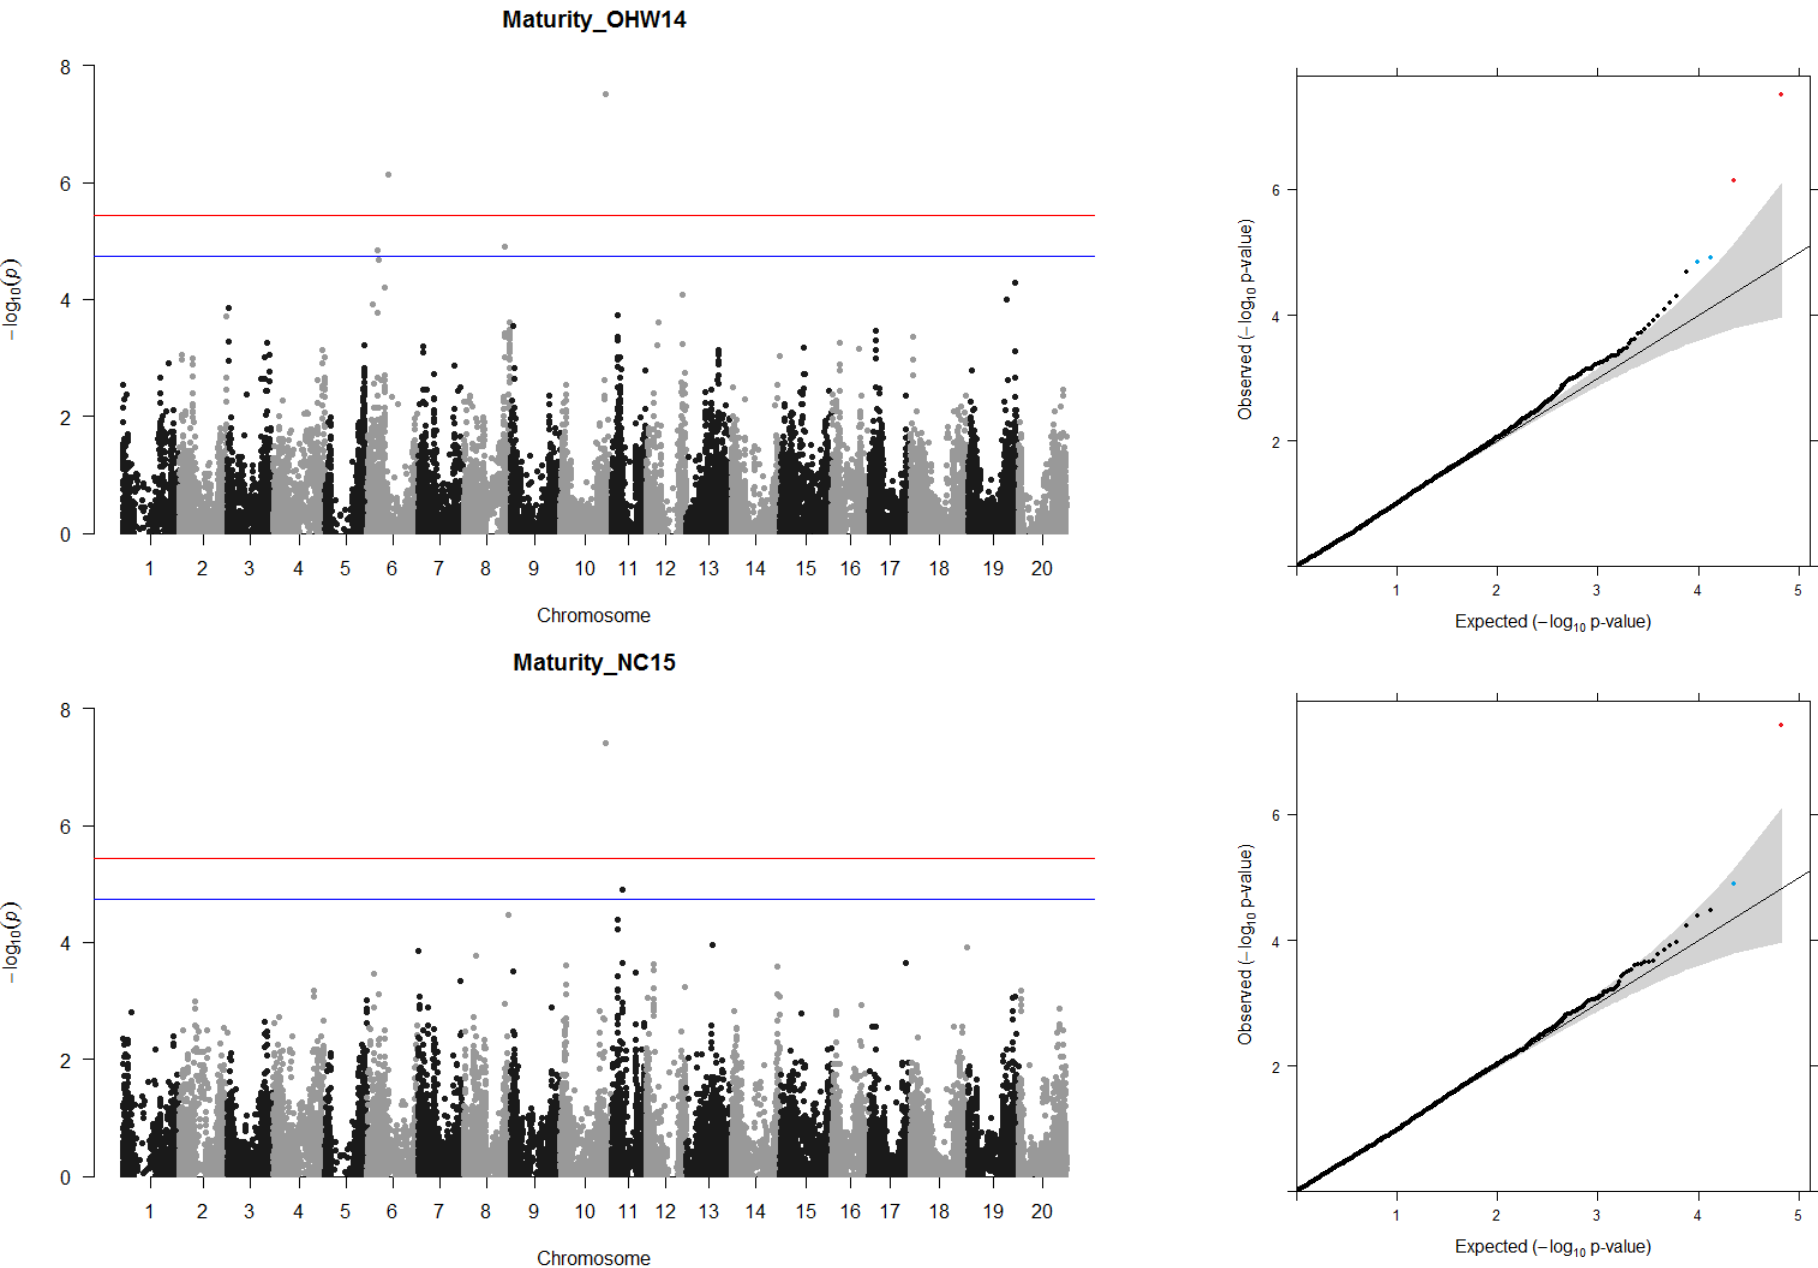 Maturity_OHW14
8
6
4
2
0
−log10(p)
1 2 3 4 5 6 7 8 9 10 11 12 13 14 15 16 17 18 19 20
Chromosome
6
4
2
Observed (−log10 p-value)
1 2 3 4 5
Expected (−log10 p-value)
Maturity_NC15
8
6
4
2
0
−log10(p)
1 2 3 4 5 6 7 8 9 10 11 12 13 14 15 16 17 18 19 20
Chromosome
6
4
2
Observed (−log10 p-value)
1 2 3 4 5
Expected (−log10 p-value)